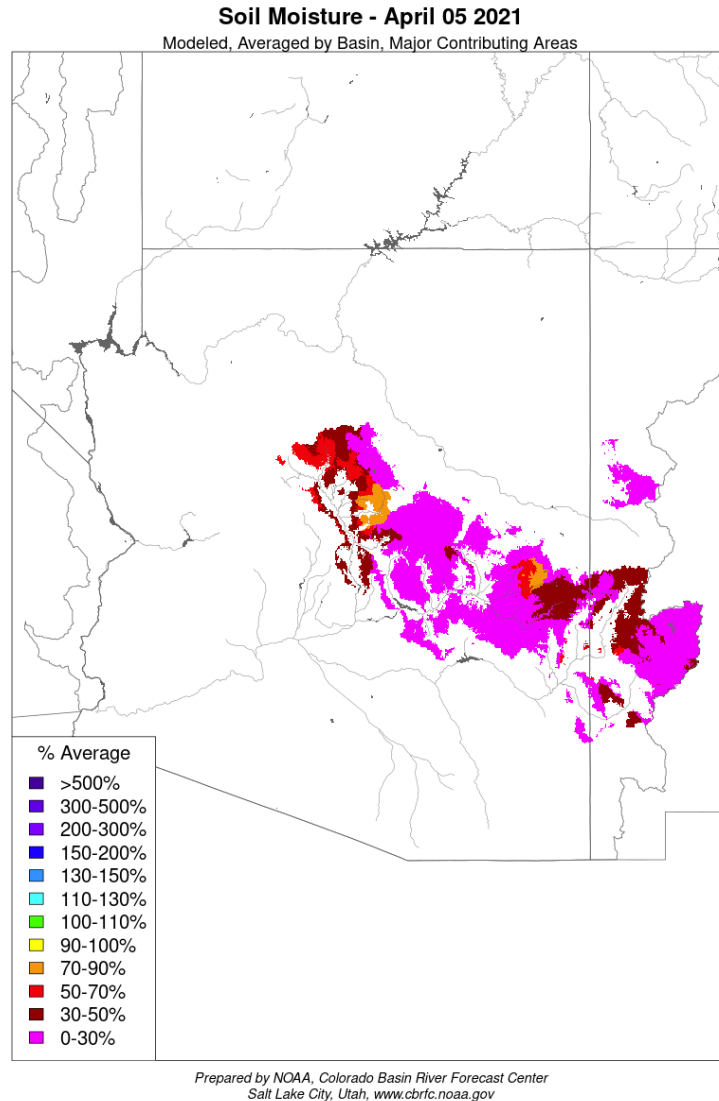 Soil Moisture - April 05 2021
Modeled, Averaged by Basin, Major Contributing Areas
% Average
>500%
300-500%
200-300%
150-200%
130-150%
110-130%
100-110%
90-100%
70-90%
50-70%
30-50%
0-30%
Prepared by NOAA, Colorado Basin River Forecast Center
Salt Lake City, Utah, www.cbrfc.noaa.gov